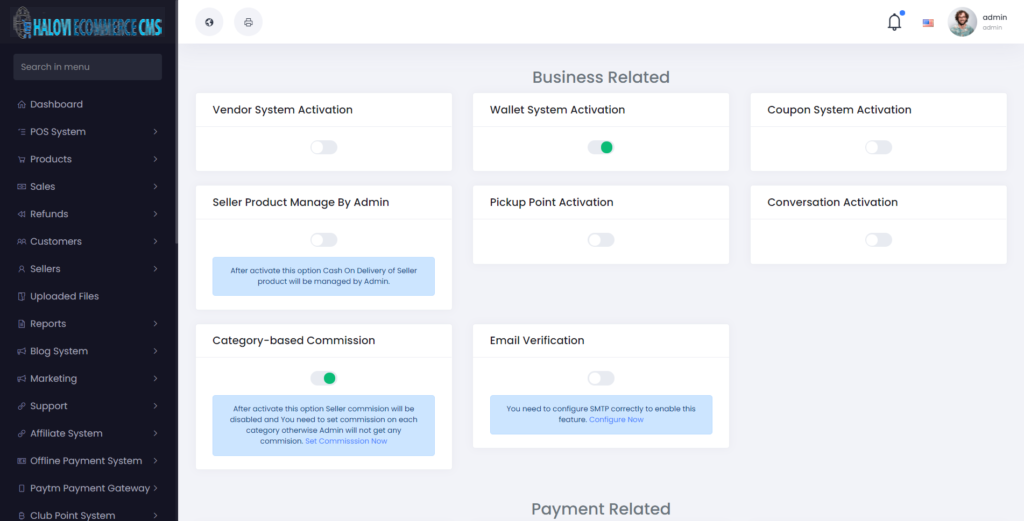 HALOVI ECOMMERCE CMS
Search in menu
Dashboard
POS System
Products
Sales
Refunds
Customers
Sellers
Uploaded Files
Reports
Blog System
Marketing
Support
Affiliate System
Offline Payment System
Paytm Payment Gateway
Club Point System
admin
admin
Business Related
Vendor System Activation
Wallet System Activation
Coupon System Activation
Seller Product Manage By Admin
After activate this option Cash On Delivery of Seller
product will be managed by Admin.
Pickup Point Activation
Conversation Activation
Category-based Commission
After activate this option Seller commision will be
disabled and You need to set commission on each
category otherwise Admin will not get any
commision. Set Commisssion Now
Email Verification
You need to configure SMTP correctly to enable this
feature. Configure Now
Payment Related